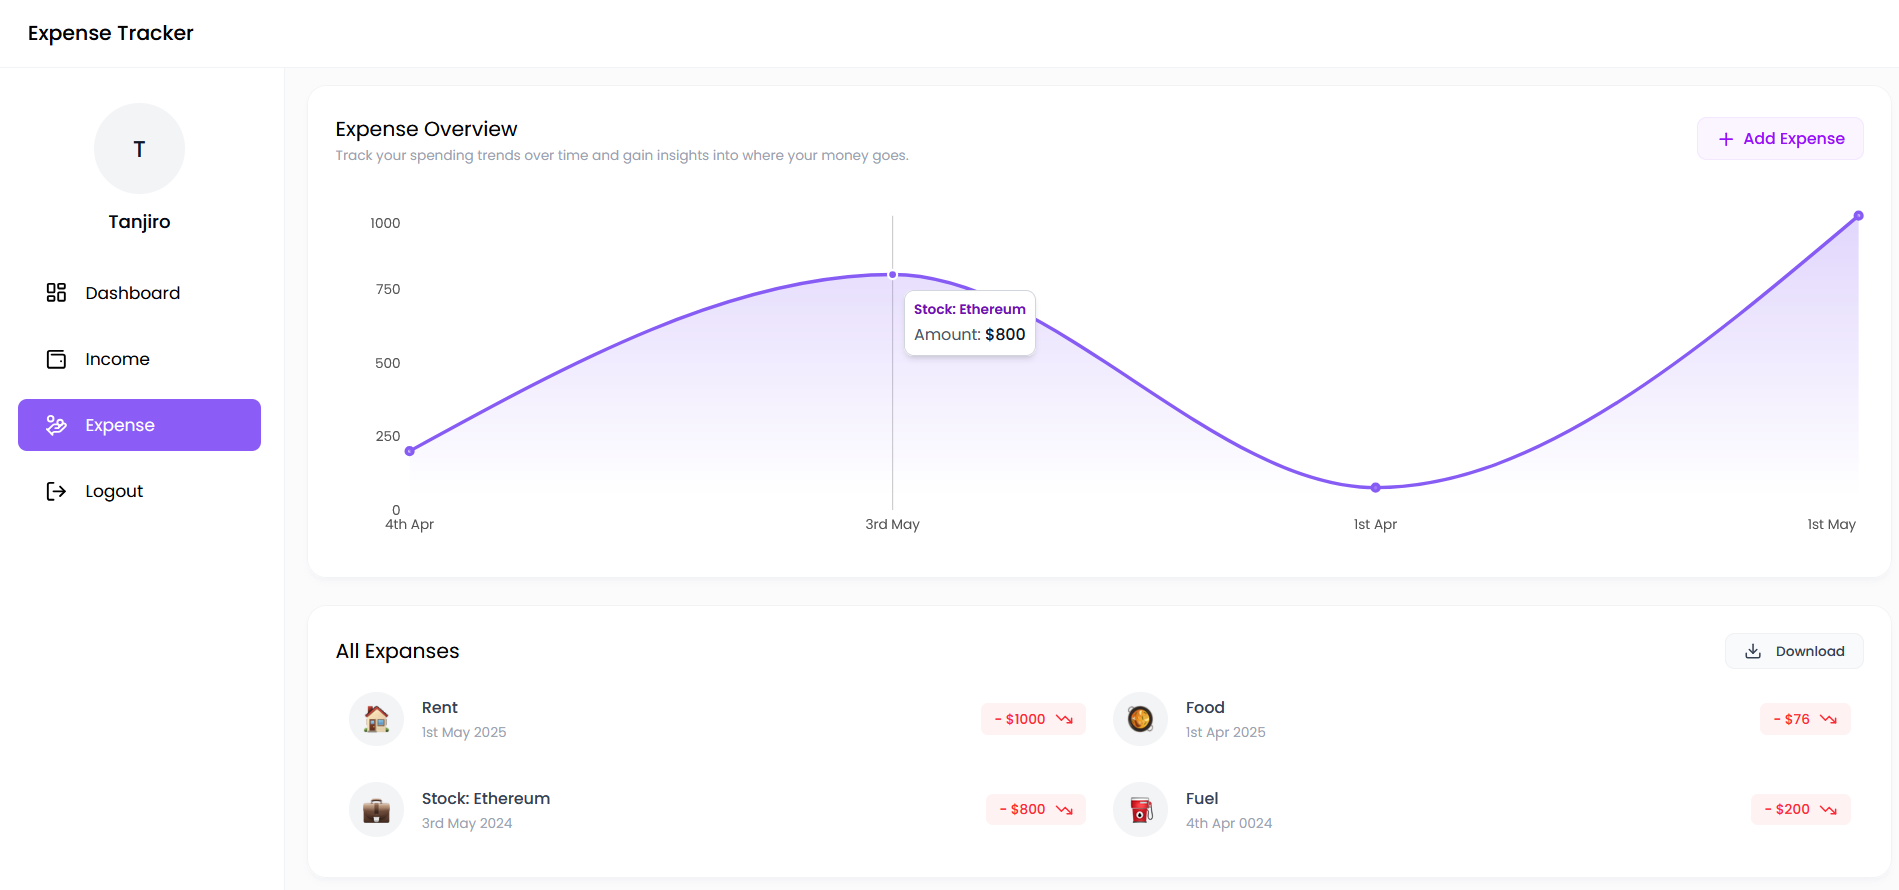 Expense Tracker
T
Tanjiro
Dashboard
Income
Expense
Logout
Expense Overview
Track your spending trends over time and gain insights into where your money goes.
+ Add Expense
1000
750
500
250
0
Stock: Ethereum
Amount: $800
4th Apr
3rd May
1st Apr
1st May
All Expanses
Download
Rent
1st May 2025
- $1000
Food
1st Apr 2025
- $76
Stock: Ethereum
3rd May 2024
- $800
Fuel
4th Apr 0024
- $200